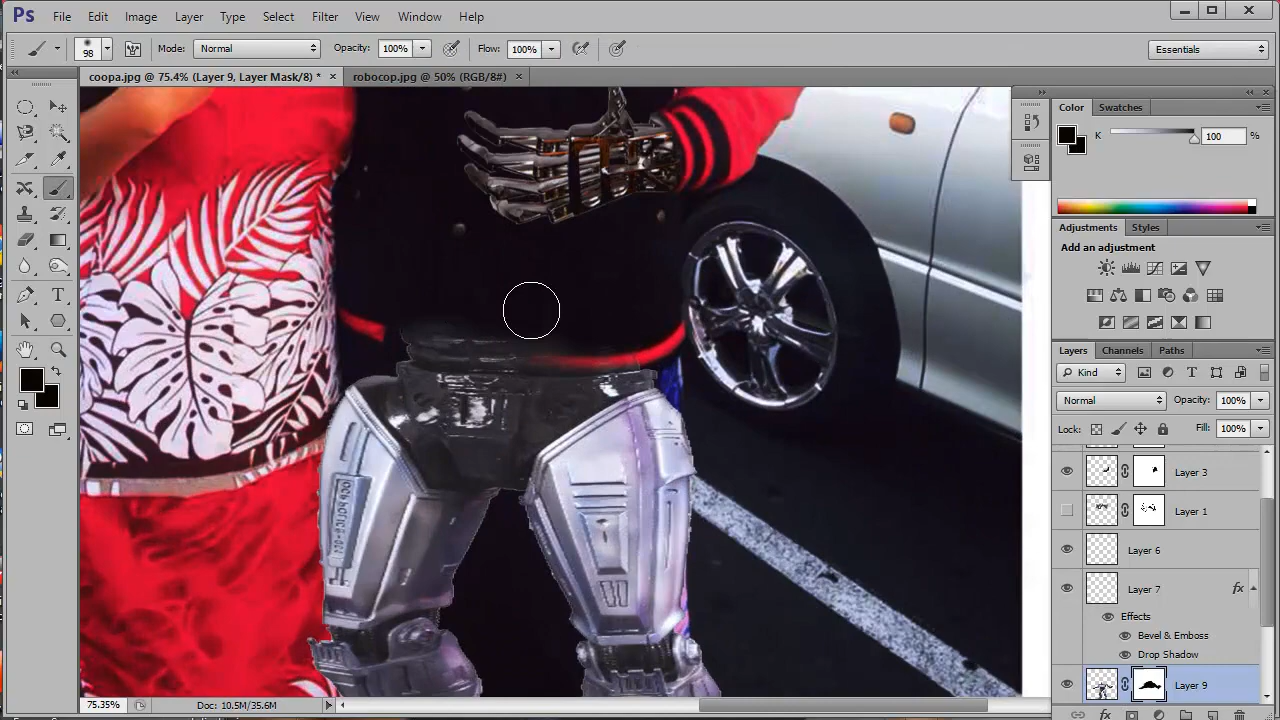 Ps File Edit Image Layer Type Select Filter View Window Help
98 Mode: Normal Opacity: 100% Flow: 100% Essentials
coopa.jpg @ 75.4% (Layer 9, Layer Mask/8) * × robocop.jpg @ 50% (RGB/8#) ×
Color Swatches
K 100 %
Adjustments Styles
Add an adjustment
Layers Channels Paths
Kind
Normal Opacity: 100%
Lock: Fill: 100%
Layer 3
Layer 1
Layer 6
Layer 7 fx
Effects
Bevel & Emboss
Drop Shadow
Layer 9
75.35% Doc: 10.5M/35.6M
fx